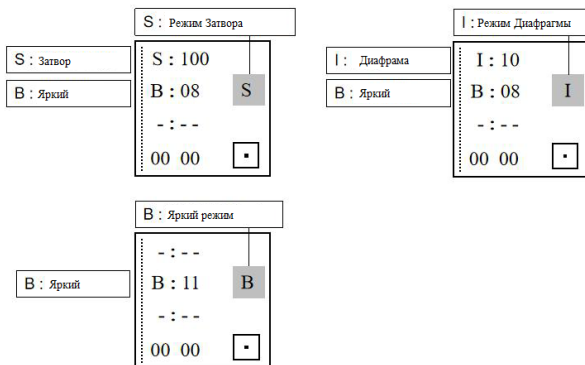 S : Режим Затвора
S : Затвор
B : Яркий
S : 100
B : 08
S
- : - -
00 00
I : Режим Диафрагмы
I : Диафрама
B : Яркий
I : 10
B : 08
I
- : - -
00 00
B : Яркий режим
B : Яркий
- : - -
B : 11
B
- : - -
00 00